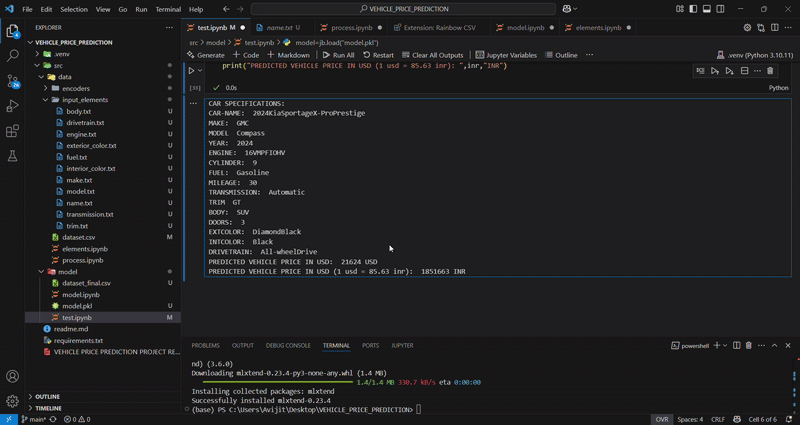 File Edit Selection View Go Run Terminal Help
VEHICLE_PRICE_PREDICTION
EXPLORER
VEHICLE_PRICE_PREDICTION
.venv
src
data
encoders
input_elements
body.txt U
drivetrain.txt U
engine.txt U
exterior_color.txt U
fuel.txt U
interior_color.txt U
make.txt U
model.txt U
name.txt U
transmission.txt U
trim.txt U
dataset.csv M
elements.ipynb
process.ipynb
model
dataset_final.csv
model.ipynb
model.pkl U
test.ipynb M
readme.md
requirements.txt
VEHICLE PRICE PREDICTION PROJECT RE...
OUTLINE
TIMELINE
test.ipynb M
name.txt U
process.ipynb
Extension: Rainbow CSV
model.ipynb
elements.ipynb
src > model > test.ipynb > model=jb.load("model.pkl")
Generate + Code + Markdown Run All Restart Clear All Outputs Jupyter Variables Outline ... .venv (Python 3.10.11)
print("PREDICTED VEHICLE PRICE IN USD (1 usd = 85.63 inr): ",inr,"INR")
[33] 0.0s Python
CAR SPECIFICATIONS:
CAR-NAME: 2024KiaSportageX-ProPrestige
MAKE: GMC
MODEL Compass
YEAR: 2024
ENGINE: 16VMPFIOHV
CYLINDER: 9
FUEL: Gasoline
MILEAGE: 30
TRANSMISSION: Automatic
TRIM GT
BODY: SUV
DOORS: 3
EXTCOLOR: DiamondBlack
INTCOLOR: Black
DRIVETRAIN: All-wheelDrive
PREDICTED VEHICLE PRICE IN USD: 21624 USD
PREDICTED VEHICLE PRICE IN USD (1 usd = 85.63 inr): 1851663 INR
PROBLEMS OUTPUT DEBUG CONSOLE TERMINAL PORTS JUPYTER
powershell
nd) (3.6.0)
Downloading mlxtend-0.23.4-py3-none-any.whl (1.4 MB)
1.4/1.4 MB 330.7 kB/s eta 0:00:00
Installing collected packages: mlxtend
Successfully installed mlxtend-0.23.4
(base) PS C:\Users\Avijit\Desktop\VEHICLE_PRICE_PREDICTION>
main* 0 0 OVR Spaces: 4 CRLF Cell 6 of 6